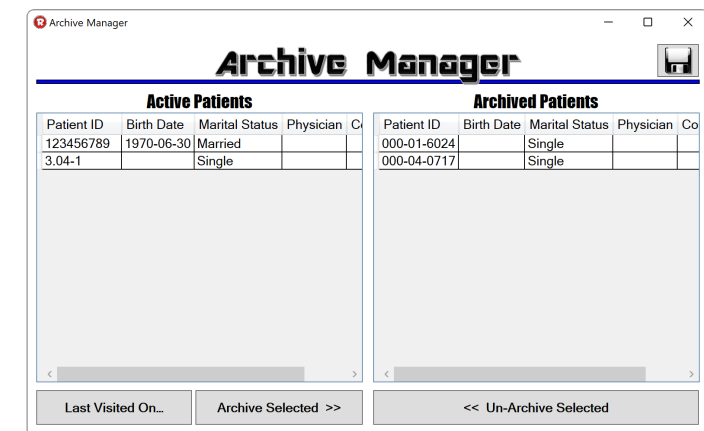 Archive Manager
Archive Manager
Active Patients
Patient ID Birth Date Marital Status Physician Co
123456789 1970-06-30 Married
3.04-1 Single
Archived Patients
Patient ID Birth Date Marital Status Physician Co
000-01-6024 Single
000-04-0717 Single
Last Visited On... Archive Selected >>
<< Un-Archive Selected